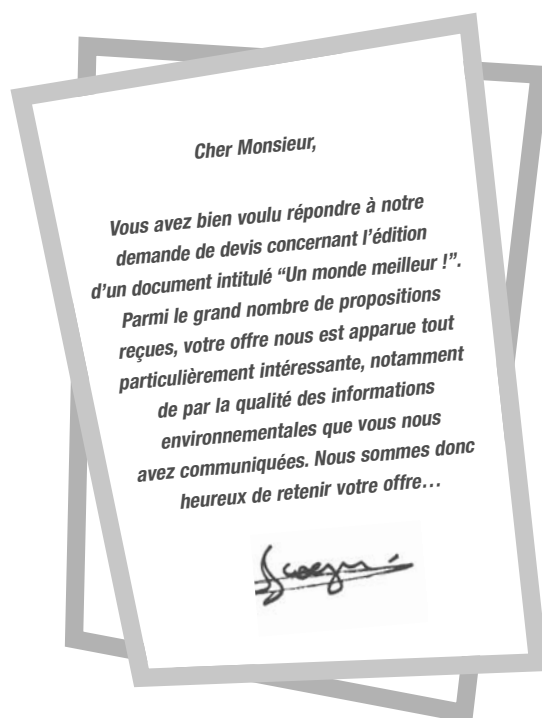 Cher Monsieur,
Vous avez bien voulu répondre à notre
demande de devis concernant l’édition
d’un document intitulé “Un monde meilleur !”.
Parmi le grand nombre de propositions
reçues, votre offre nous est apparue tout
particulièrement intéressante, notamment
de par la qualité des informations
environnementales que vous nous
avez communiquées. Nous sommes donc
heureux de retenir votre offre…